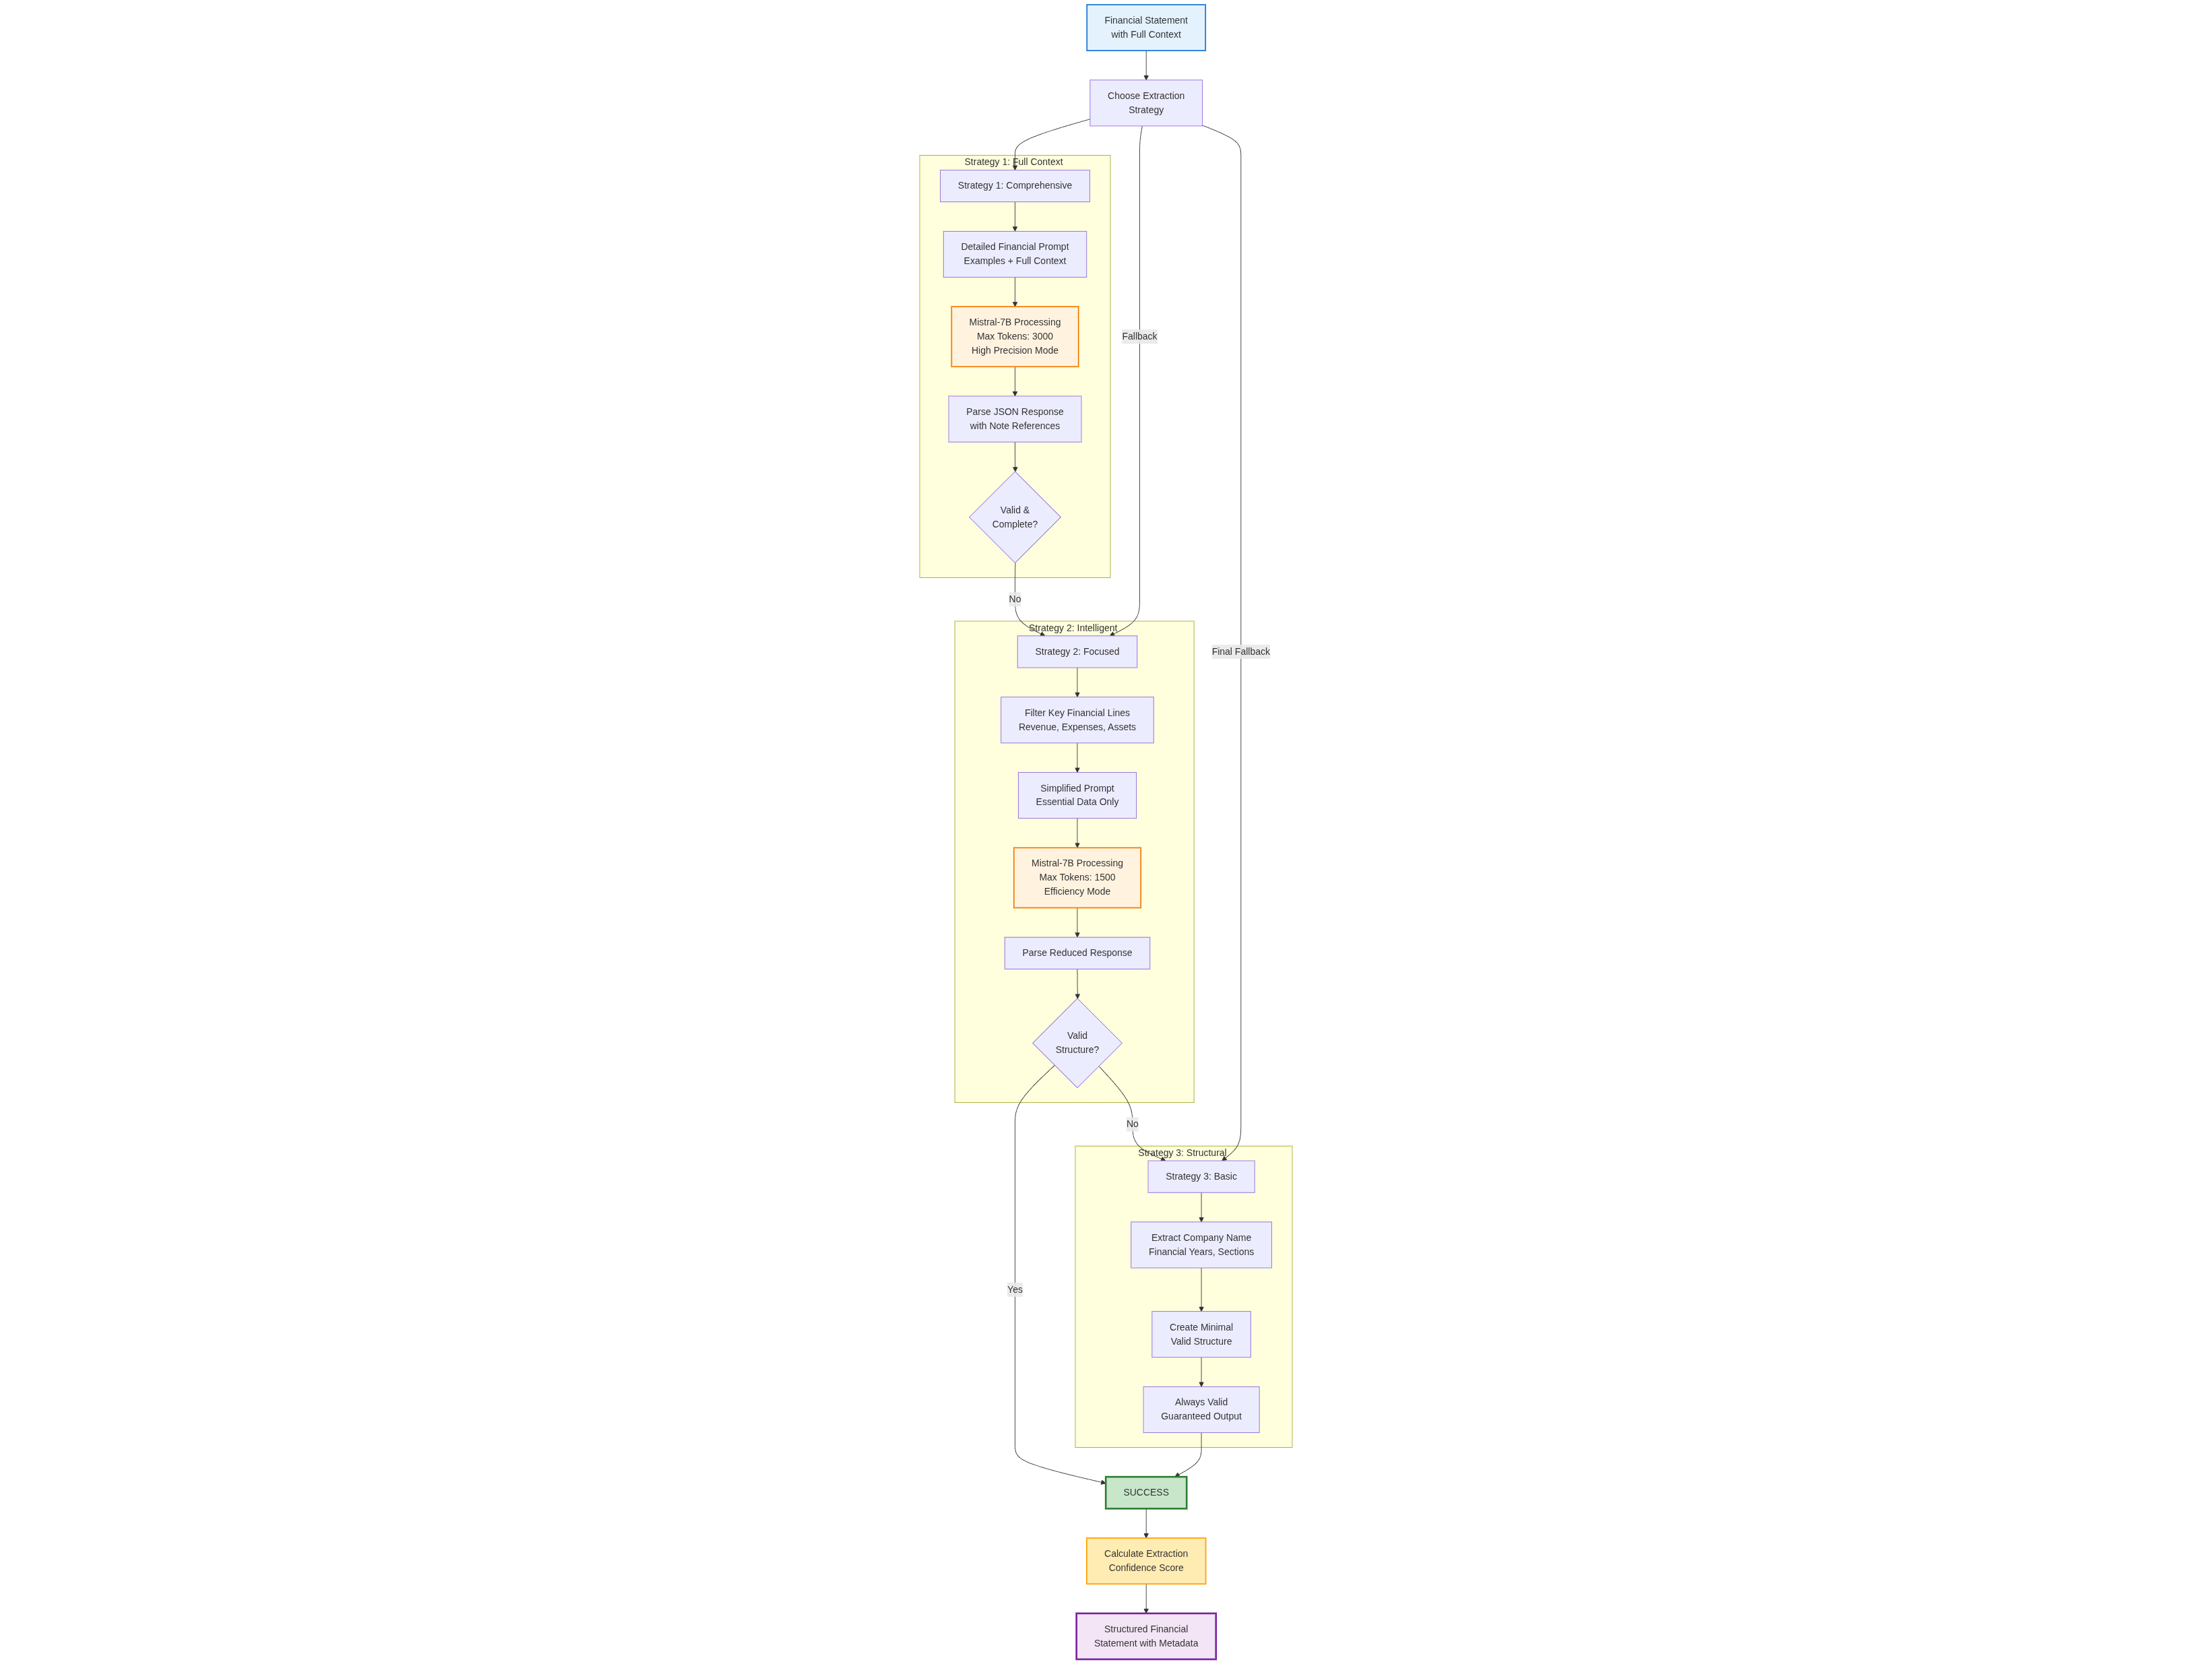 Financial Statement
with Full Context
Choose Extraction
Strategy
Strategy 1: Full Context
Strategy 1: Comprehensive
Detailed Financial Prompt
Examples + Full Context
Mistral-7B Processing
Max Tokens: 3000
High Precision Mode
Parse JSON Response
with Note References
Valid &
Complete?
Fallback
No
Final Fallback
Strategy 2: Intelligent
Strategy 2: Focused
Filter Key Financial Lines
Revenue, Expenses, Assets
Simplified Prompt
Essential Data Only
Mistral-7B Processing
Max Tokens: 1500
Efficiency Mode
Parse Reduced Response
Valid
Structure?
No
Yes
Strategy 3: Structural
Strategy 3: Basic
Extract Company Name
Financial Years, Sections
Create Minimal
Valid Structure
Always Valid
Guaranteed Output
SUCCESS
Calculate Extraction
Confidence Score
Structured Financial
Statement with Metadata